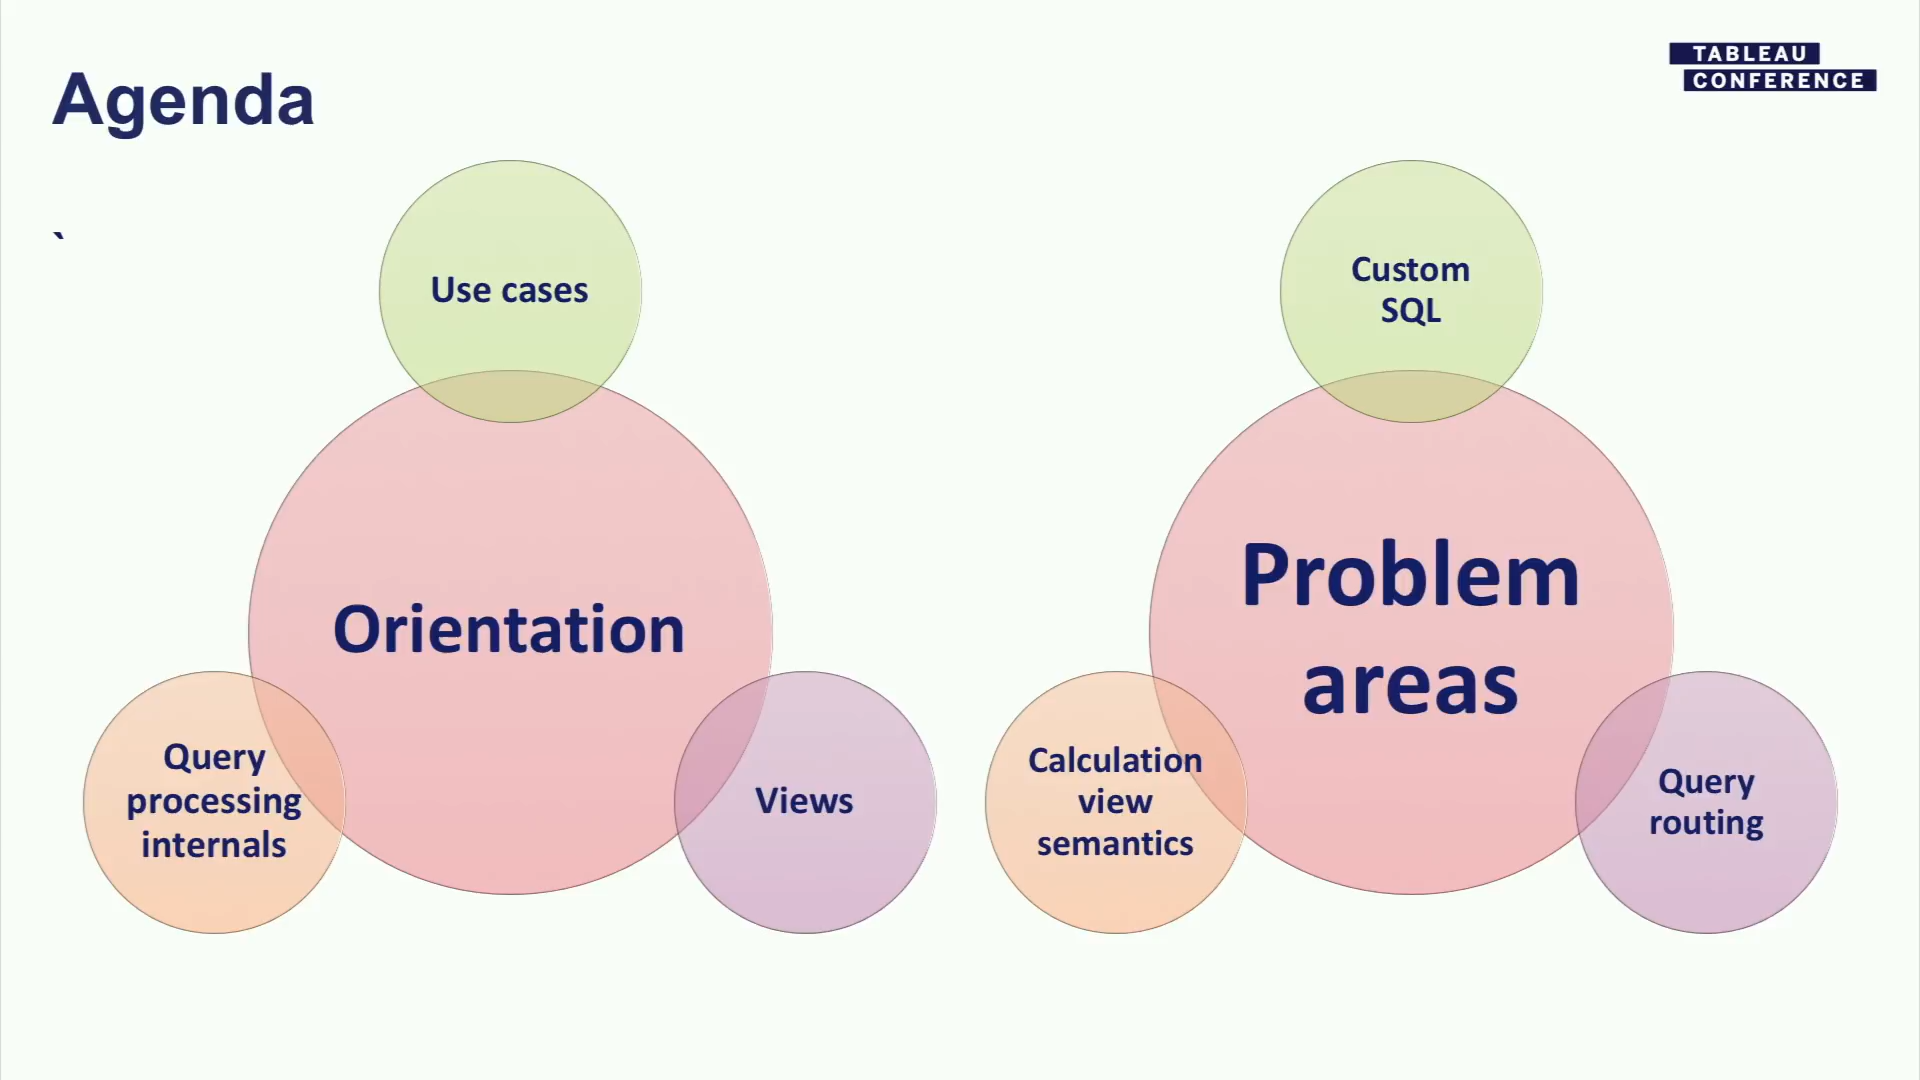 Agenda
TABLEAU
CONFERENCE
`
Use cases
Orientation
Query
processing
internals
Views
Custom
SQL
Problem
areas
Calculation
view
semantics
Query
routing